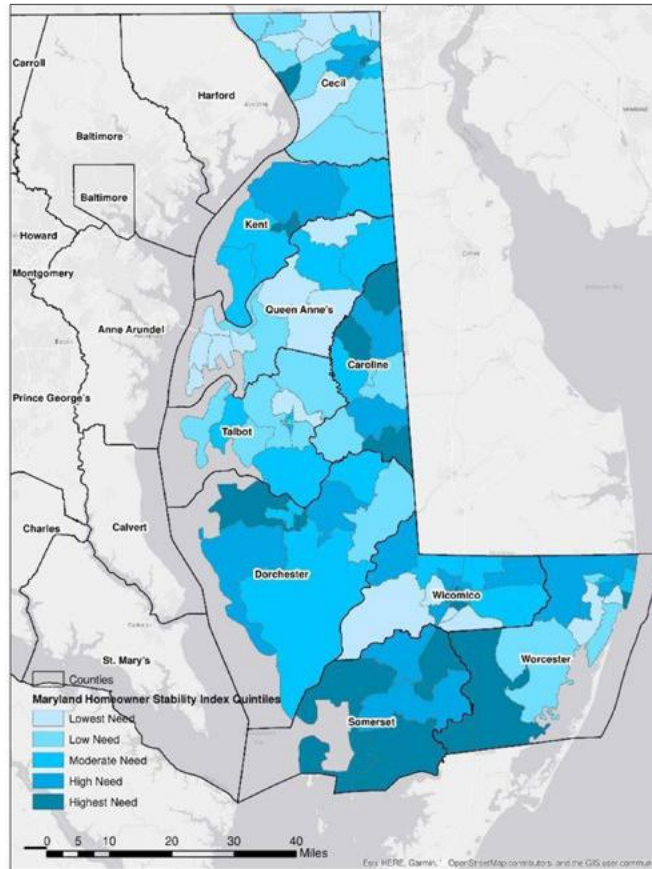 Carroll
Harford
Cecil
Baltimore
Baltimore
Howard
Kent
Montgomery
Queen Anne's
Anne Arundel
Caroline
Prince George's
Talbot
Calvert
Charles
Dorchester
Wicomico
St. Mary's
Worcester
Somerset
Counties
Maryland Homeowner Stability Index Quintiles
Lowest Need
Low Need
Moderate Need
High Need
Highest Need
0 5 10 20 30 40
Miles
Esri, HERE, Garmin, OpenStreetMap contributors, and the GIS user commun